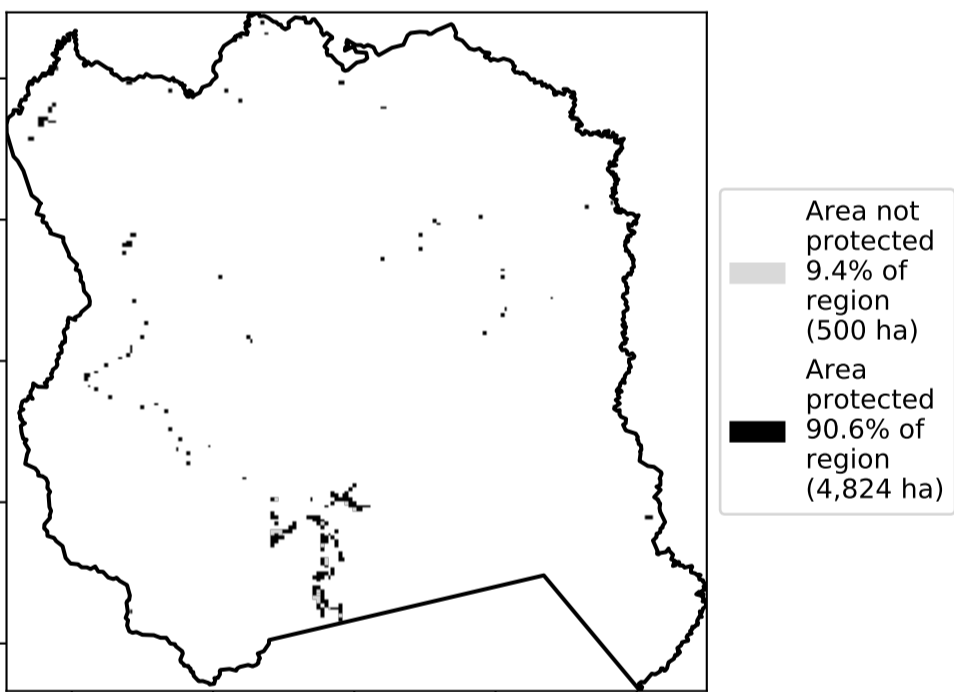 Area not
protected
9.4% of
region
(500 ha)
Area
protected
90.6% of
region
(4,824 ha)